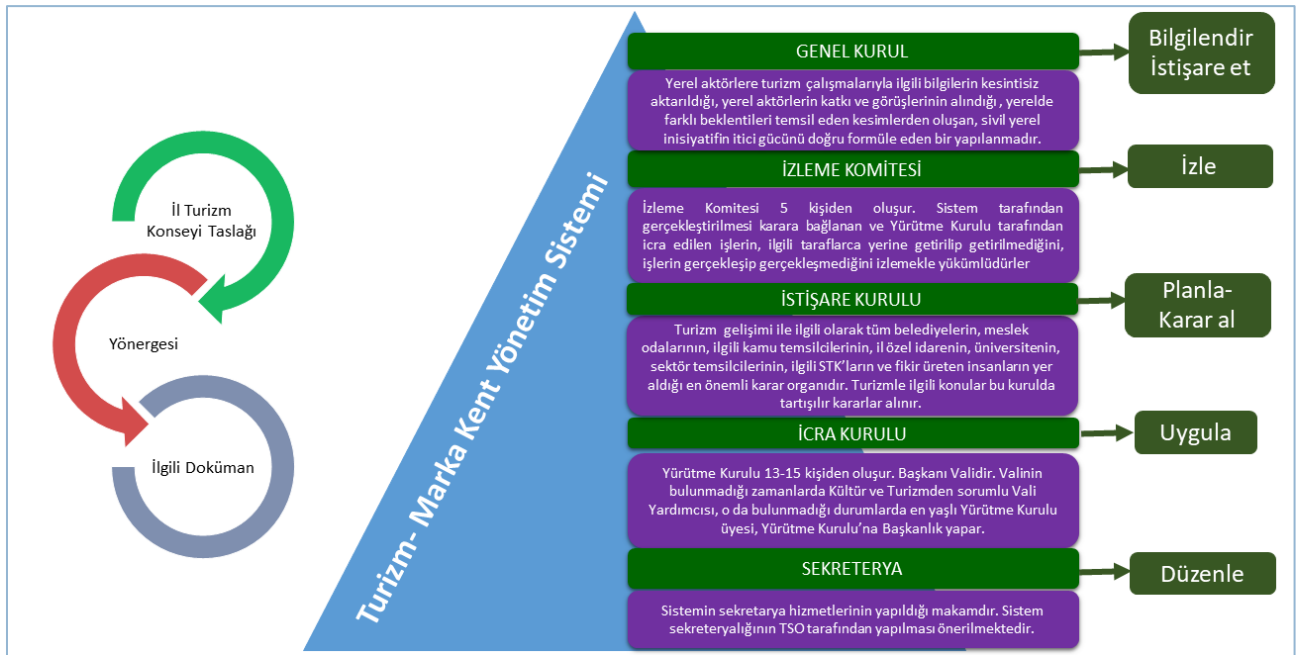 İl Turizm
Konseyi Taslağı
Yönergesi
İlgili Doküman
Turizm- Marka Kent Yönetim Sistemi
GENEL KURUL
Bilgilendir
İstişare et
Yerel aktörlere turizm çalışmalarıyla ilgili bilgilerin kesintisiz
aktarıldığı, yerel aktörlerin katkı ve görüşlerinin alındığı , yerelde
farklı beklentileri temsil eden kesimlerden oluşan, sivil yerel
inisiyatifin itici gücünü doğru formüle eden bir yapılanmadır.
İZLEME KOMİTESİ
İzle
İzleme Komitesi 5 kişiden oluşur. Sistem tarafından
gerçekleştirilmesi karara bağlanan ve Yürütme Kurulu tarafından
icra edilen işlerin, ilgili taraflarca yerine getirilip getirilmediğini,
işlerin gerçekleşip gerçekleşmediğini izlemekle yükümlüdürler
İSTİŞARE KURULU
Planla-
Karar al
Turizm gelişimi ile ilgili olarak tüm belediyelerin, meslek
odalarının, ilgili kamu temsilcilerinin, il özel idarenin, üniversitenin,
sektör temsilcilerinin, ilgili STK’ların ve fikir üreten insanların yer
aldığı en önemli karar organıdır. Turizmle ilgili konular bu kurulda
tartışılır kararlar alınır.
İCRA KURULU
Uygula
Yürütme Kurulu 13-15 kişiden oluşur. Başkanı Validir. Valinin
bulunmadığı zamanlarda Kültür ve Turizmden sorumlu Vali
Yardımcısı, o da bulunmadığı durumlarda en yaşlı Yürütme Kurulu
üyesi, Yürütme Kurulu’na Başkanlık yapar.
SEKRETERYA
Düzenle
Sistemin sekretarya hizmetlerinin yapıldığı makamdır. Sistem
sekreteryalığının TSO tarafından yapılması önerilmektedir.